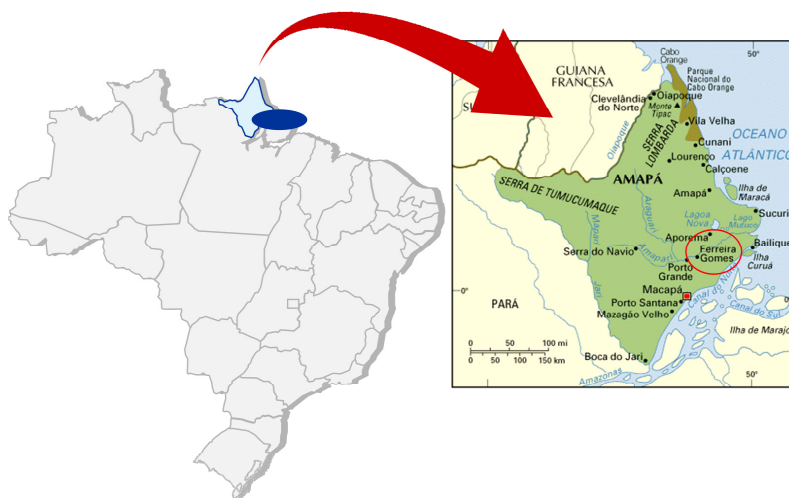 50°
Cabo
Orange
GUIANA
FRANCESA
Parque
Nacional do
Cabo Orange
Oiapoque
Clevelândia
do Norte
Monte
Tipac
SU
Oiapoque
SERRA
LOMBARDA
Vila Velha
OCEANO
ATLÂNTICO
Cunani
Lourenço
Calçoene
AMAPÁ
SERRA DE TUMUCUMAQUE
Amapá
Ilha de
Maracá
Araguari
Lagoa
Nova
Sucuri
Lago
Mutuco
Mapari
Aporema
Bailique
Serra do Navio
Amapari
Ferreira
Gomes
Ilha
Curuá
Porto
Grande
Jari
Macapá
Canal do Norte
0°
PARÁ
Porto Santana
Canal do Sul
Mazagão Velho
Ilha de Marajó
0 50 100 mi
0 50 100 150 km
Boca do Jari
Amazonas
50°